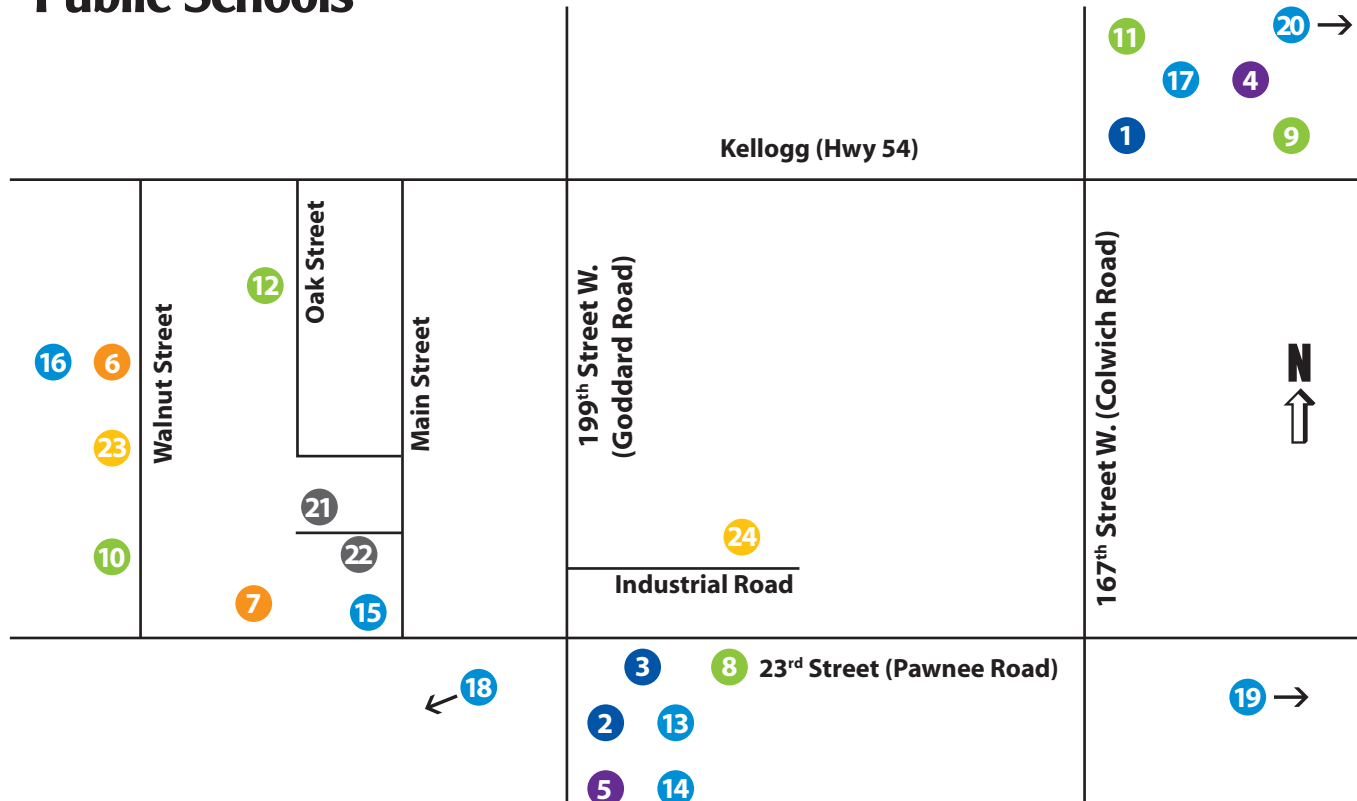 Public Schools
11
20
17
4
1
9
Kellogg (Hwy 54)
Oak Street
12
199th Street W.
(Goddard Road)
167th Street W. (Colwich Road)
Walnut Street
Main Street
16
6
N
23
21
24
22
10
Industrial Road
7
15
3
8
23rd Street (Pawnee Road)
18
19
2
13
5
14